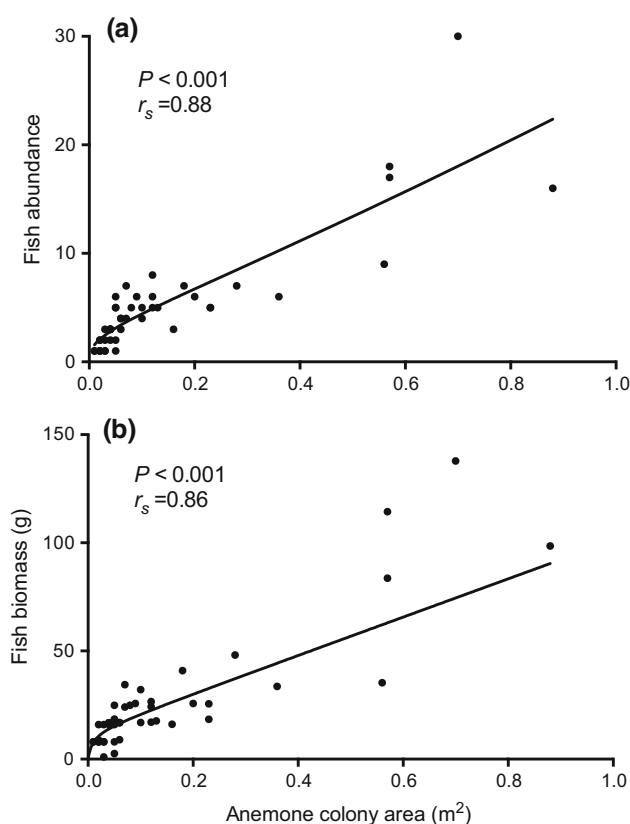 (a)
P < 0.001
r_s =0.88
Fish abundance
30
20
10
0
0.0 0.2 0.4 0.6 0.8 1.0
(b)
P < 0.001
r_s =0.86
Fish biomass (g)
150
100
50
0
0.0 0.2 0.4 0.6 0.8 1.0
Anemone colony area (m²)